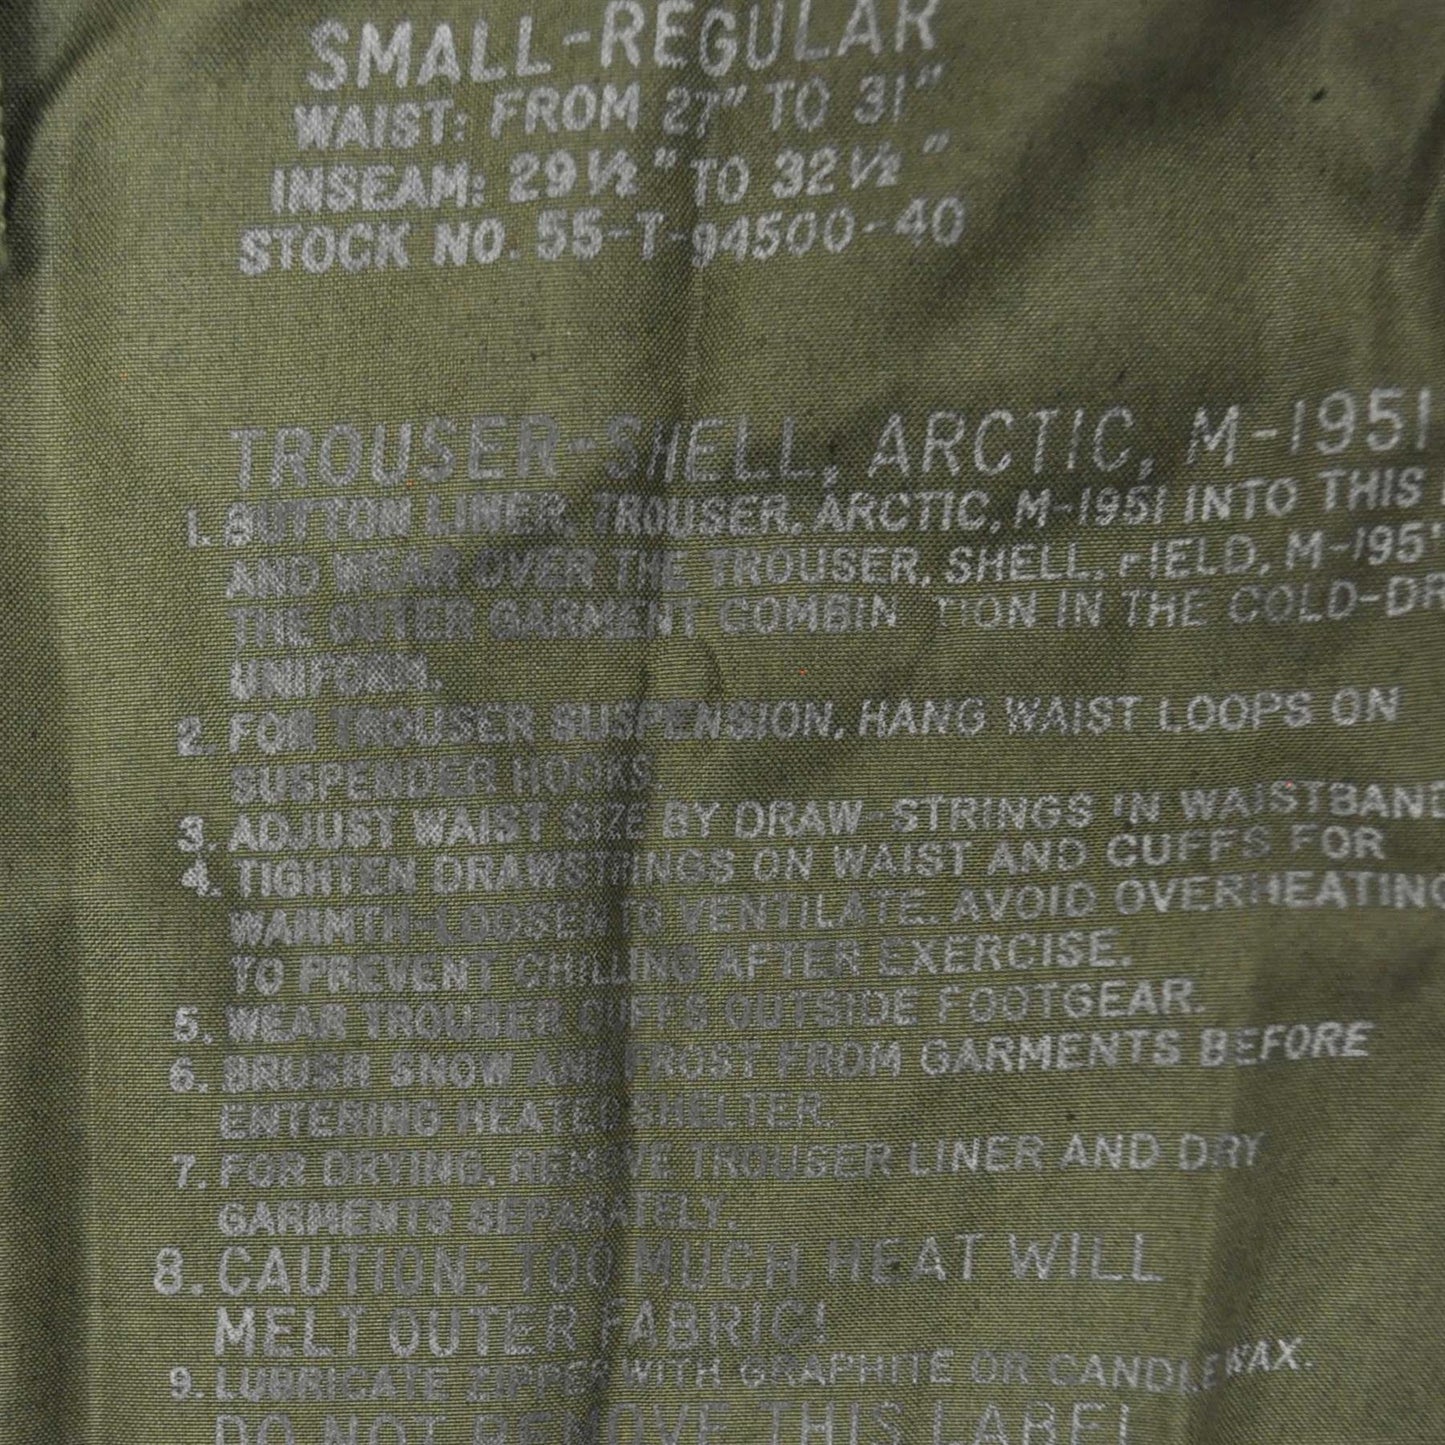 SMALL-REGULAR
WAIST: FROM 27" TO 31"
INSEAM: 29½" TO 32½"
STOCK NO. 55-T-94500-40
TROUSER-SHELL, ARCTIC, M-1951
1. BUTTON LINER, TROUSER, ARCTIC, M-1951 INTO THIS
AND WEAR OVER THE TROUSER, SHELL, FIELD, M-195
THE OUTER GARMENT COMBIN TION IN THE COLD-DR
UNIFORM.
2. FOR TROUSER SUSPENSION, HANG WAIST LOOPS ON
SUSPENDER HOOKS.
3. ADJUST WAIST SIZE BY DRAW-STRINGS IN WAISTBAND
4. TIGHTEN DRAWSTRINGS ON WAIST AND CUFFS FOR
WARMTH-LOOSEN TO VENTILATE. AVOID OVERHEATING
TO PREVENT CHILLING AFTER EXERCISE.
5. WEAR TROUSER CUFFS OUTSIDE FOOTGEAR.
6. BRUSH SNOW AND FROST FROM GARMENTS BEFORE
ENTERING HEATED SHELTER.
7. FOR DRYING, REMOVE TROUSER LINER AND DRY
GARMENTS SEPARATELY.
8. CAUTION: TOO MUCH HEAT WILL
MELT OUTER FABRIC!
9. LUBRICATE ZIPPER WITH GRAPHITE OR CANDLE WAX.
DO NOT REMOVE THIS LABEL